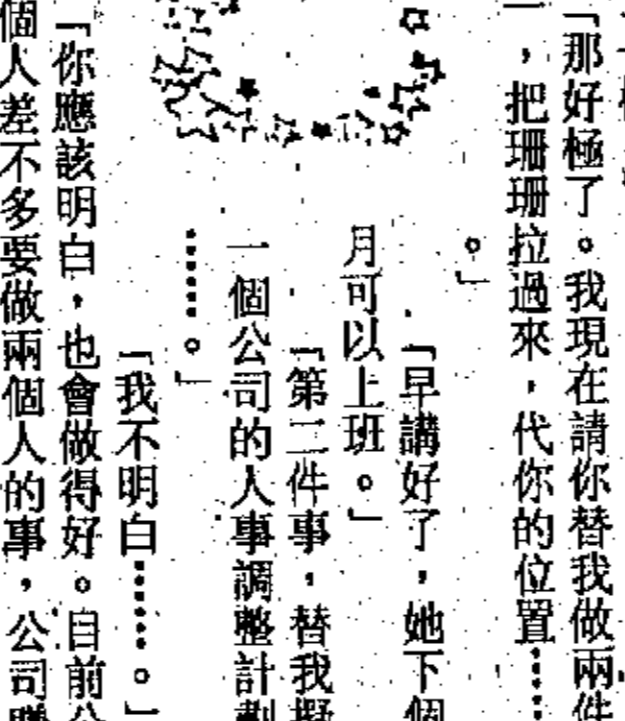 「那好極了。我現在請你替我做兩件
一，把珊珊拉過來，代你的位置……
。」
「早講好了，她下個
月可以上班。」
「第二件事，替我擬
一個公司的人事調整計劃
……。」
「我不明白……。」
「你應該明白，也會做得好。目前公
個人差不多要做兩個人的事，公司賺